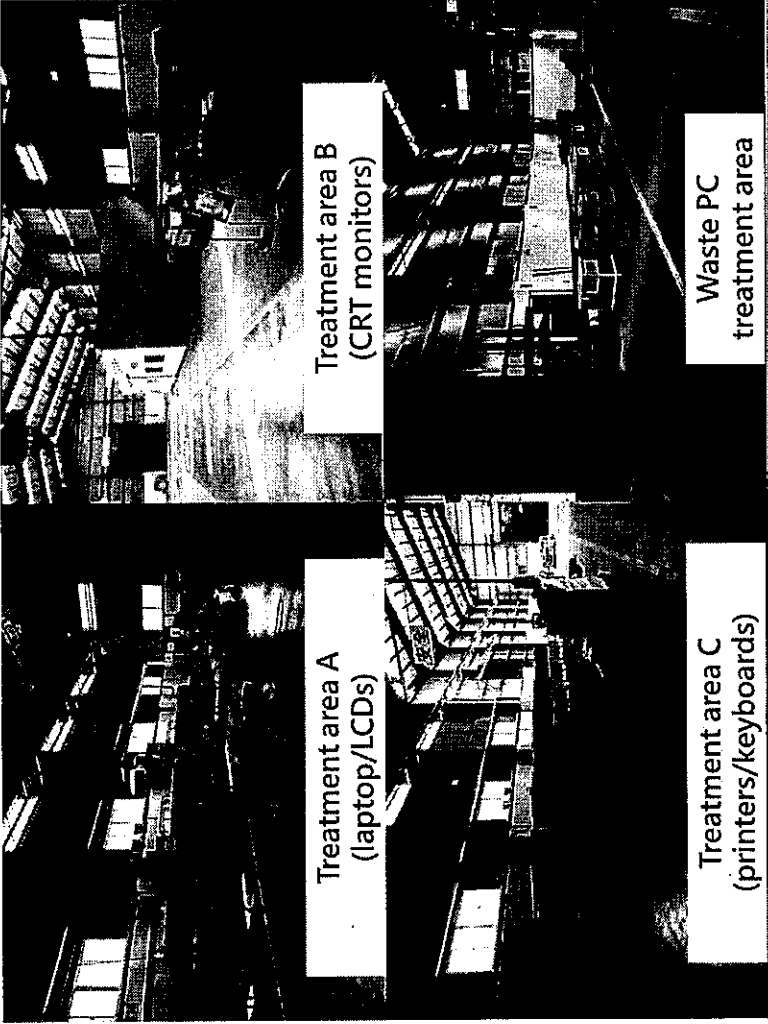 Treatment area A
(laptop/LCDs)
Treatment area B
(CRT monitors)
Treatment area C
(printers/keyboards)
Waste PC
treatment area